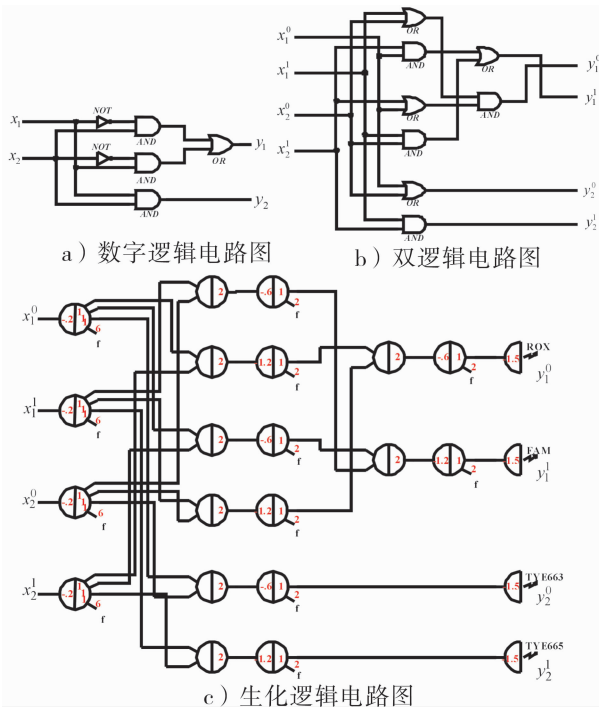 x₁ NOT AND OR y₁
x₂ NOT AND
AND y₂
a）数字逻辑电路图
x₁⁰ OR
x₁¹ AND OR y₁⁰
x₂⁰ OR AND y₁¹
x₂¹ AND
OR y₂⁰
AND y₂¹
b）双逻辑电路图
x₁⁰ -.2 1 1 1 6 f
x₁¹ -.2 1 1 1 6 f
x₂⁰ -.2 1 1 1 6 f
x₂¹ -.2 1 1 1 6 f
2 -.6 1 2 f
2 1.2 1 2 f
2 -.6 1 2 f
2 1.2 1 2 f
2 -.6 1 2 f 1.5 ROX y₁⁰
2 1.2 1 2 f 1.5 FAM y₁¹
2 -.6 1 2 f 1.5 TYE663 y₂⁰
2 1.2 1 2 f 1.5 TYE665 y₂¹
c）生化逻辑电路图